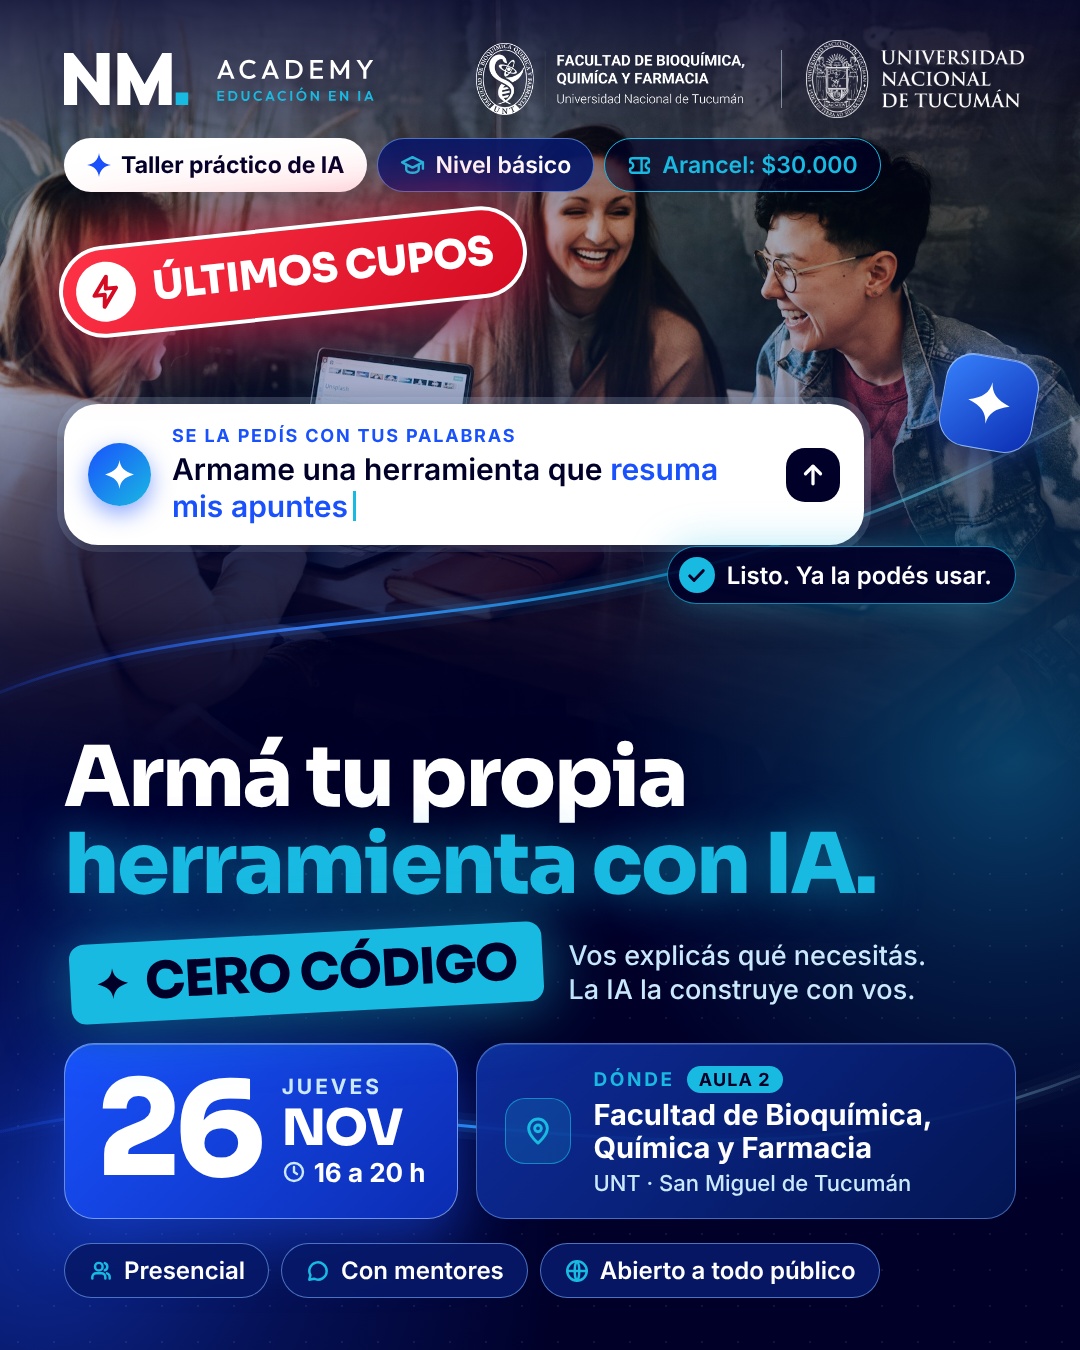 NM.
ACADEMY
EDUCACIÓN EN IA
FACULTAD DE BIOQUÍMICA,
QUIMÍCA Y FARMACIA
Universidad Nacional de Tucumán
UNIVERSIDAD
NACIONAL
DE TUCUMÁN
Taller práctico de IA
Nivel básico
Arancel: $30.000
ÚLTIMOS CUPOS
SE LA PEDÍS CON TUS PALABRAS
Armame una herramienta que resuma
mis apuntes
Listo. Ya la podés usar.
Armá tu propia
herramienta con IA.
CERO CÓDIGO
Vos explicás qué necesitás.
La IA la construye con vos.
26
JUEVES
NOV
16 a 20 h
DÓNDE
AULA 2
Facultad de Bioquímica,
Química y Farmacia
UNT · San Miguel de Tucumán
Presencial
Con mentores
Abierto a todo público